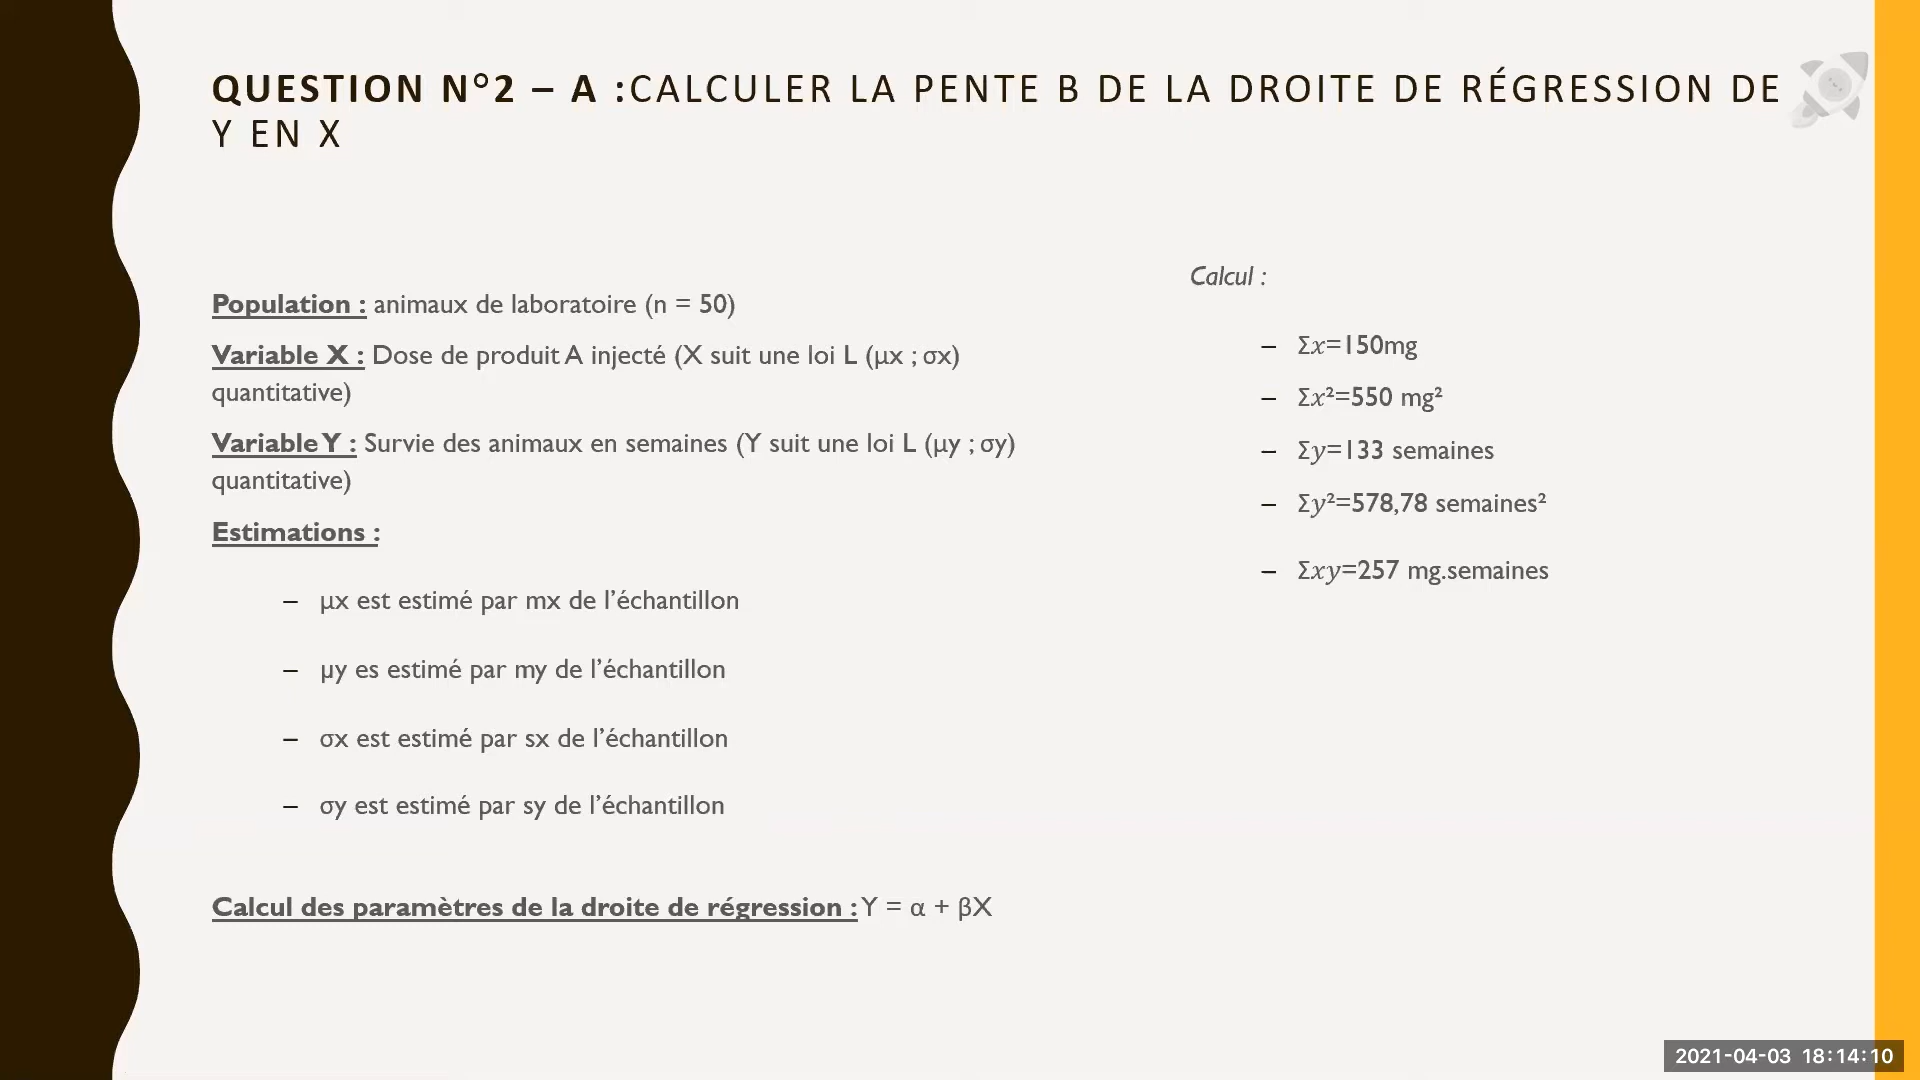 QUESTION N°2 – A :CALCULER LA PENTE B DE LA DROITE DE RÉGRESSION DE
Y EN X
Population : animaux de laboratoire (n = 50)
Variable X : Dose de produit A injecté (X suit une loi L (μx ; σx)
quantitative)
Variable Y : Survie des animaux en semaines (Y suit une loi L (μy ; σy)
quantitative)
Estimations :
– μx est estimé par mx de l’échantillon
– μy es estimé par my de l’échantillon
– σx est estimé par sx de l’échantillon
– σy est estimé par sy de l’échantillon
Calcul des paramètres de la droite de régression : Y = α + βX
Calcul :
– Σx=150mg
– Σx²=550 mg²
– Σy=133 semaines
– Σy²=578,78 semaines²
– Σxy=257 mg.semaines
2021-04-03 18:14:10